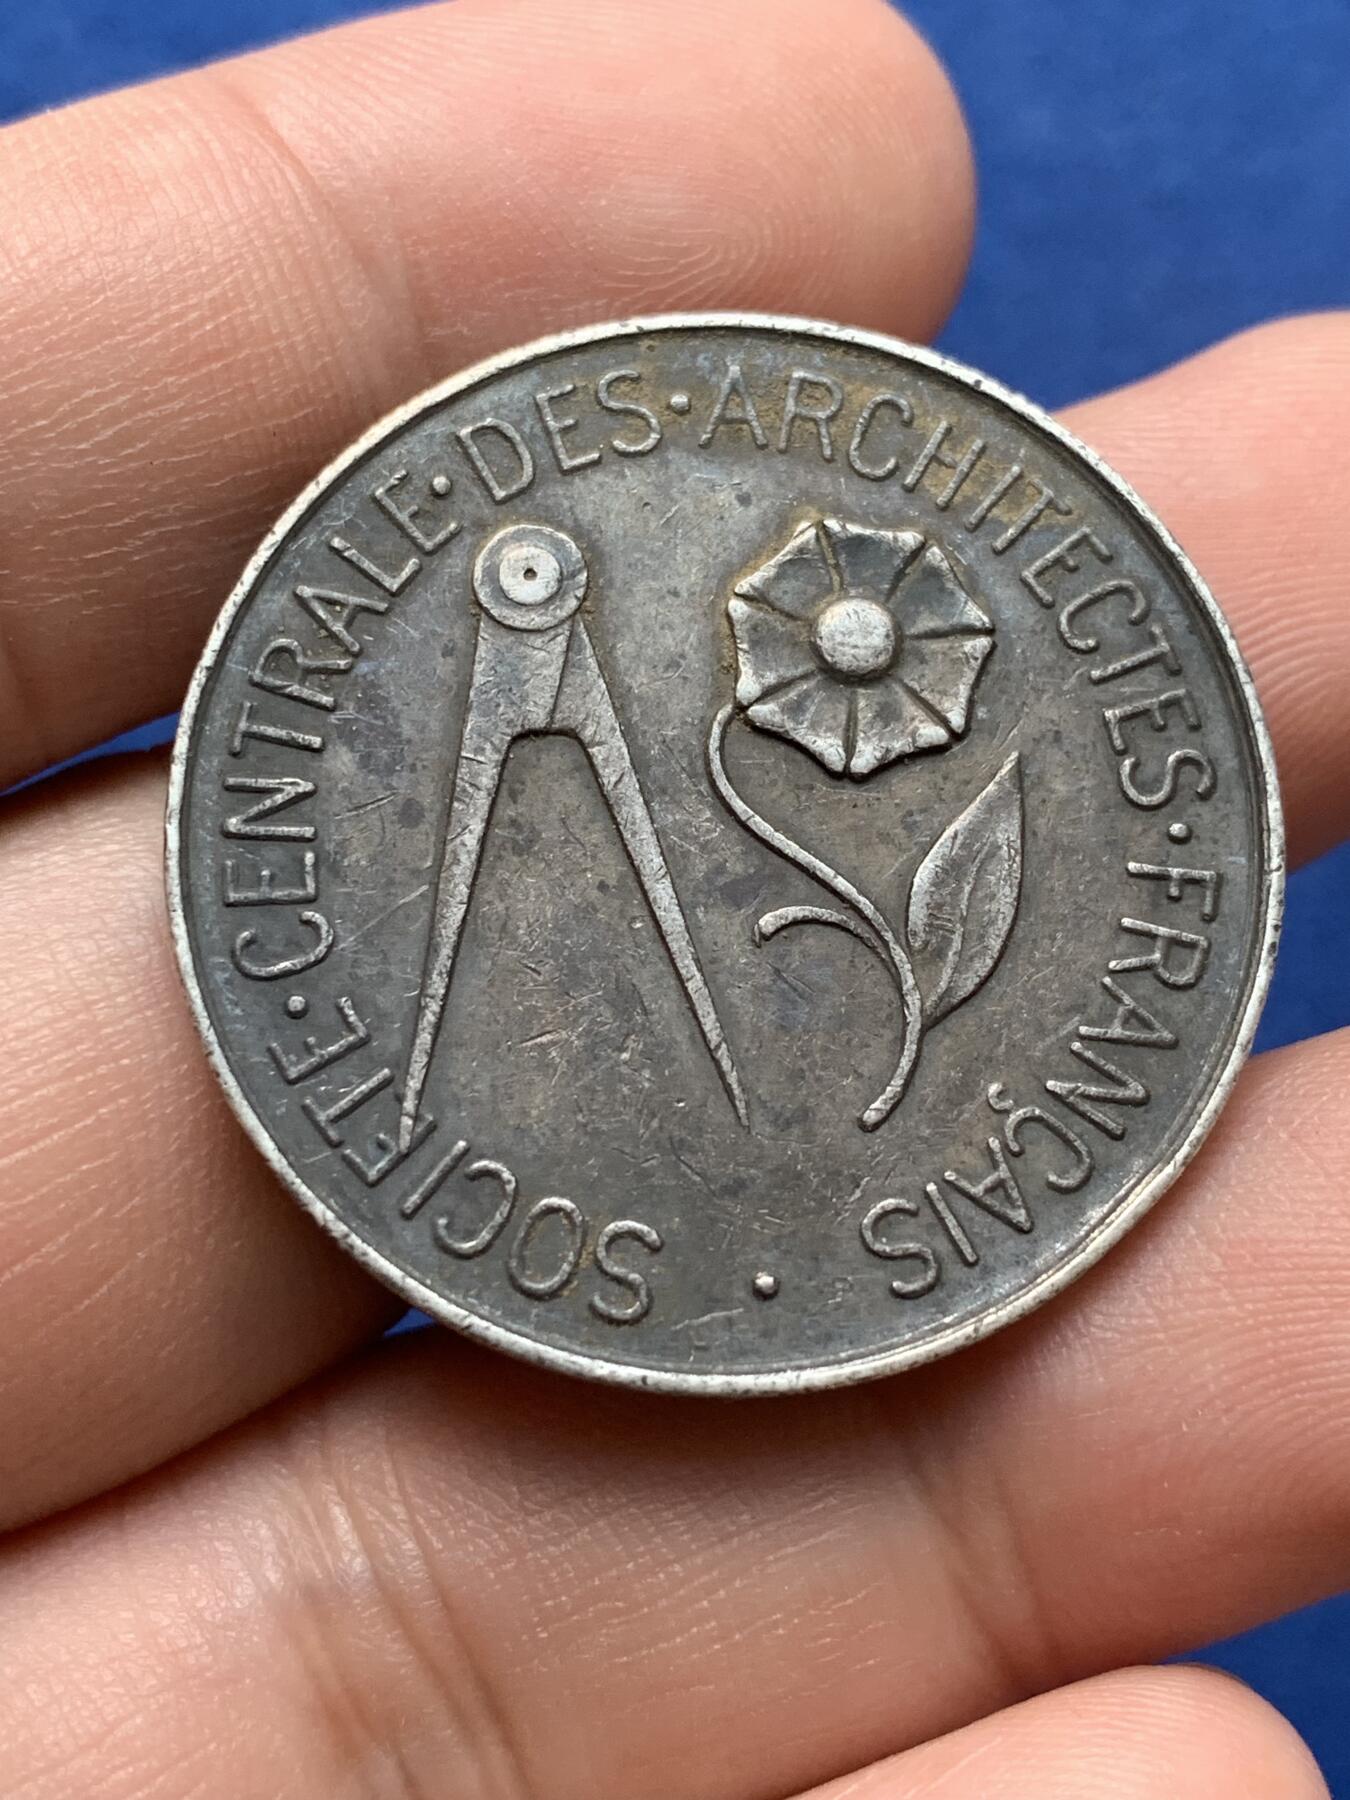 SOCIETE · CENTRALE · DES · ARCHITECTES · FRANÇAIS ·